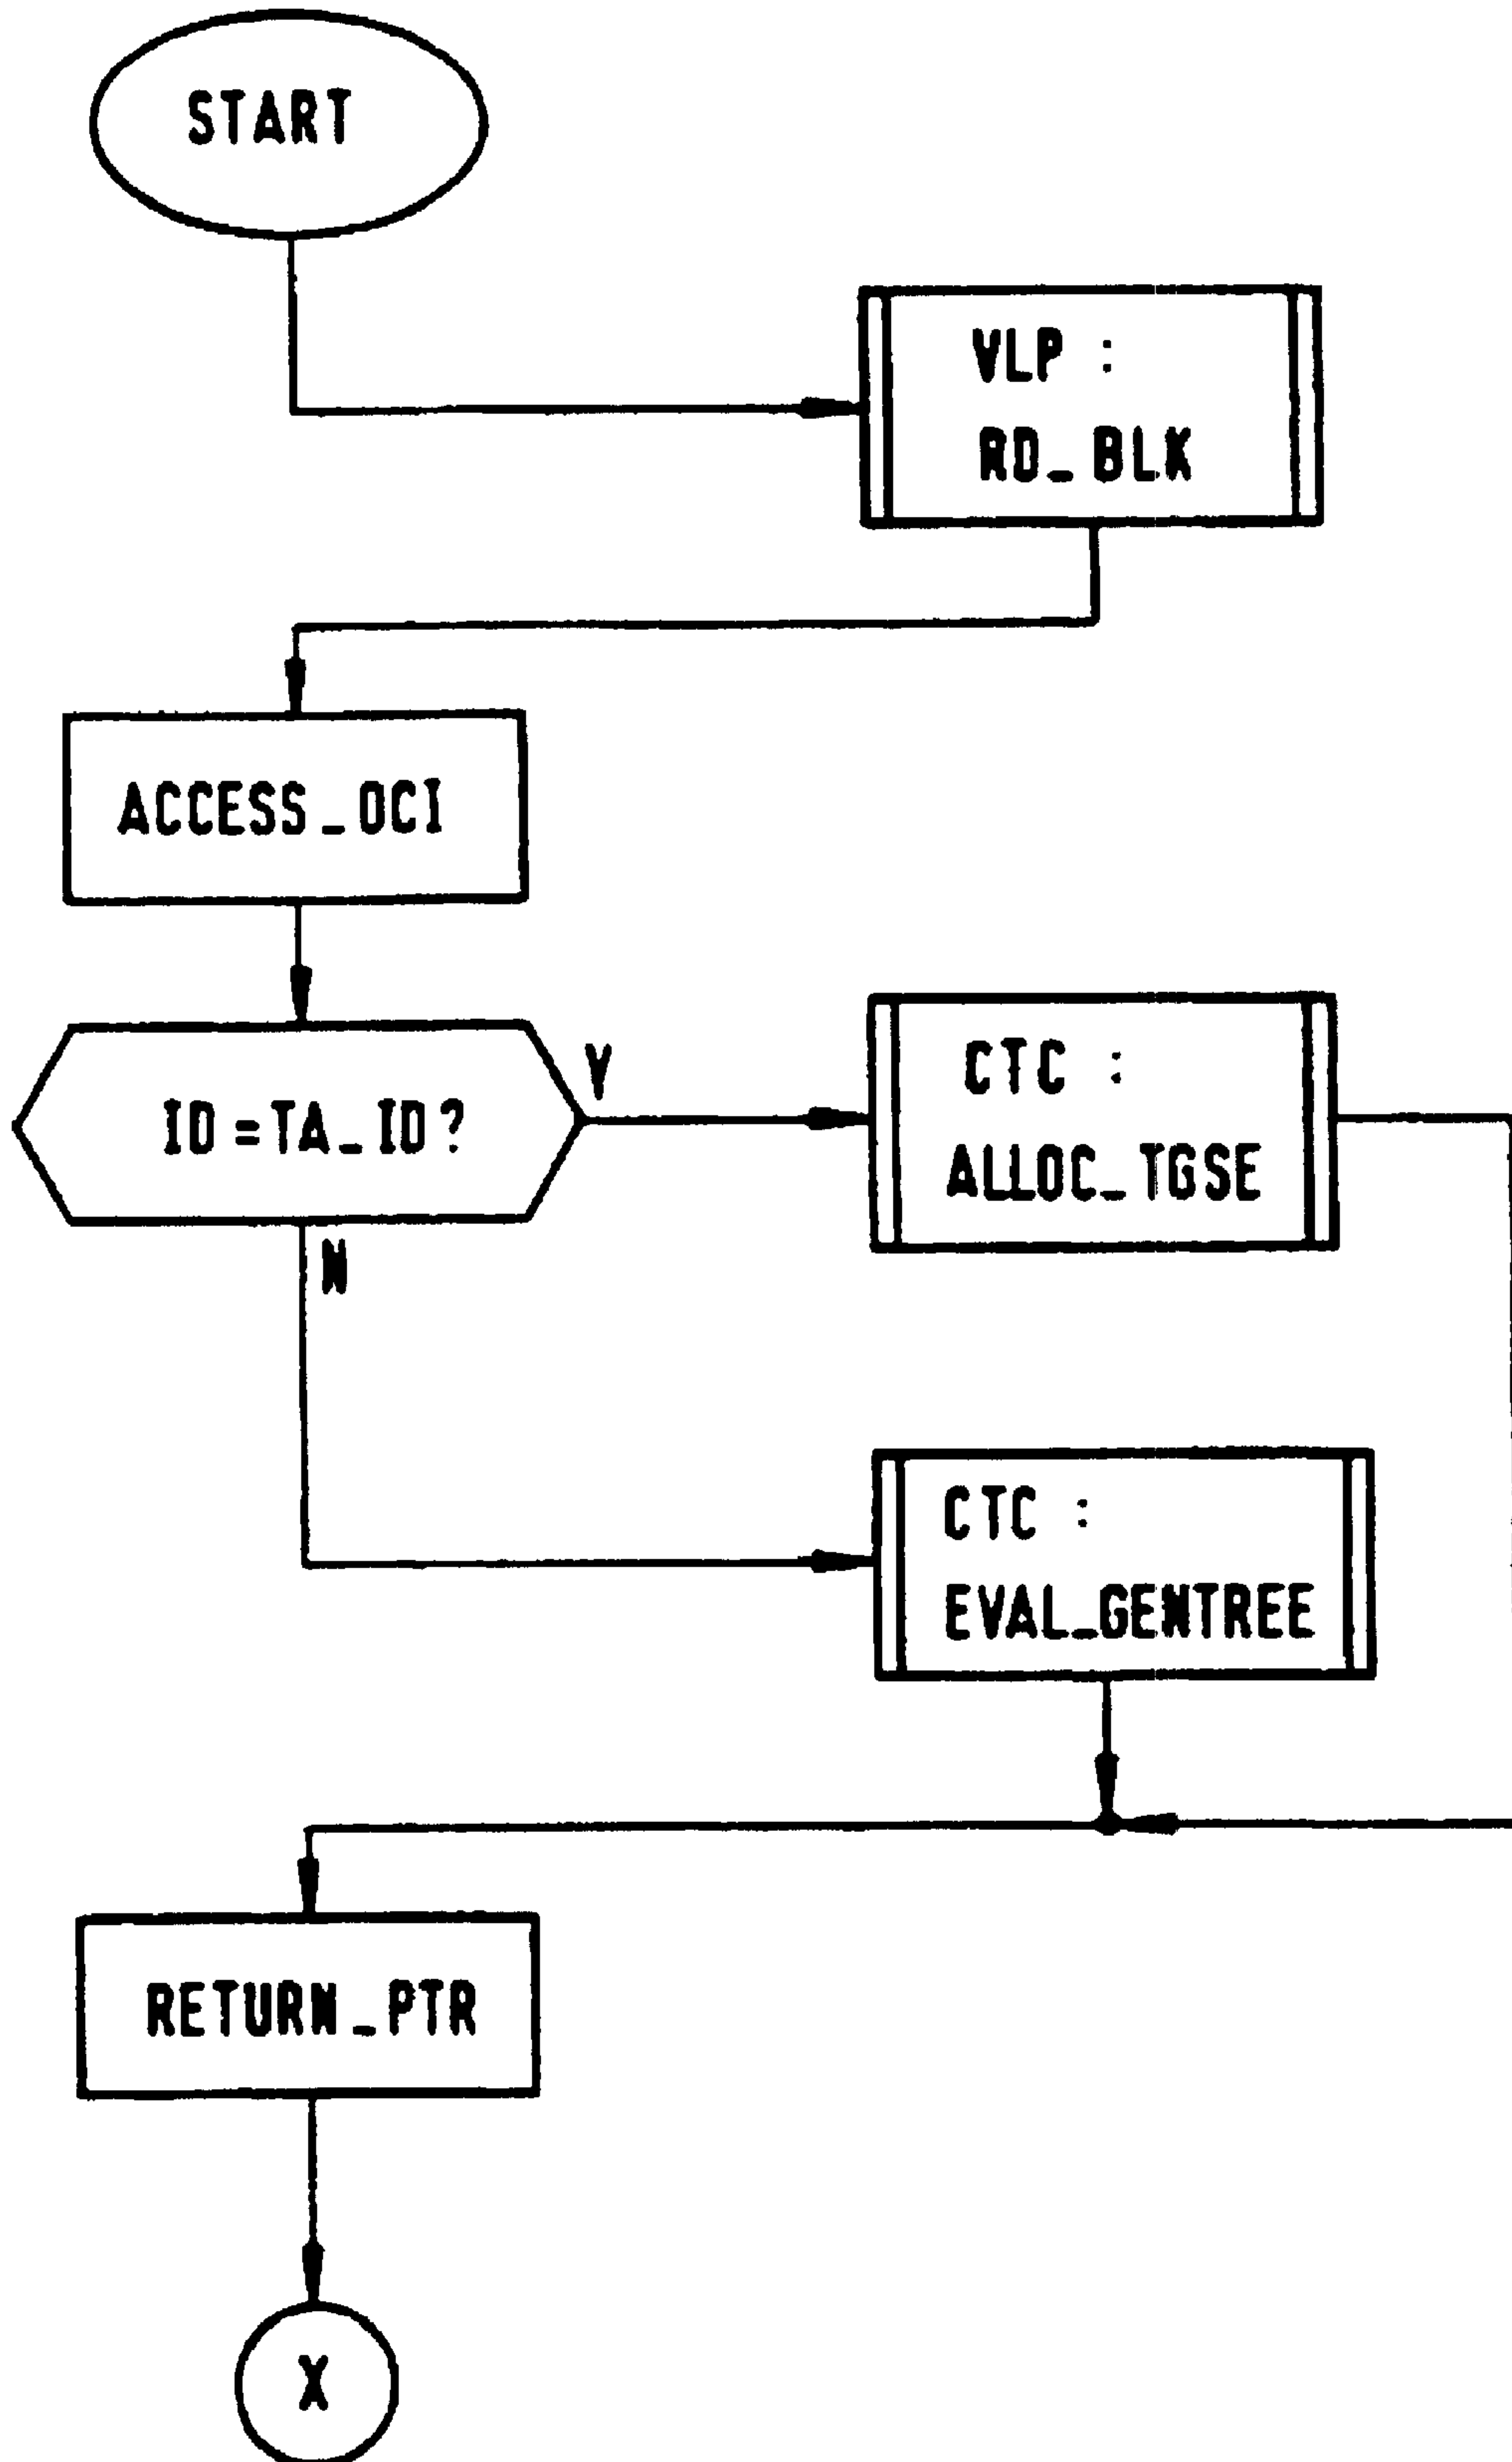 START
VLP :
RD_BLK
ACCESS_OCI
ID=TA_ID?
Y
CTC :
ALLOC_TGSE
N
CTC :
EVAL_GENTREE
RETURN_PTR
X